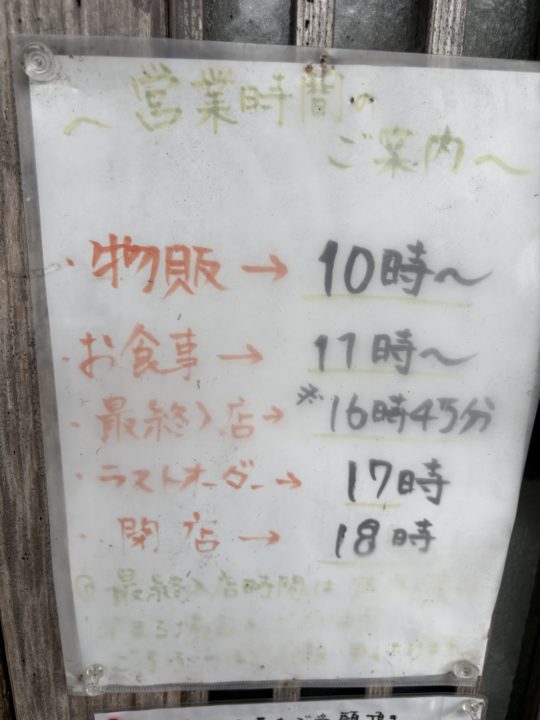 ～営業時間の
ご案内～
・物販→10時～
・お食事→11時～
・最終入店→※16時45分
・ラストオーダー→17時
・閉店→18時
◎最終入店時間は